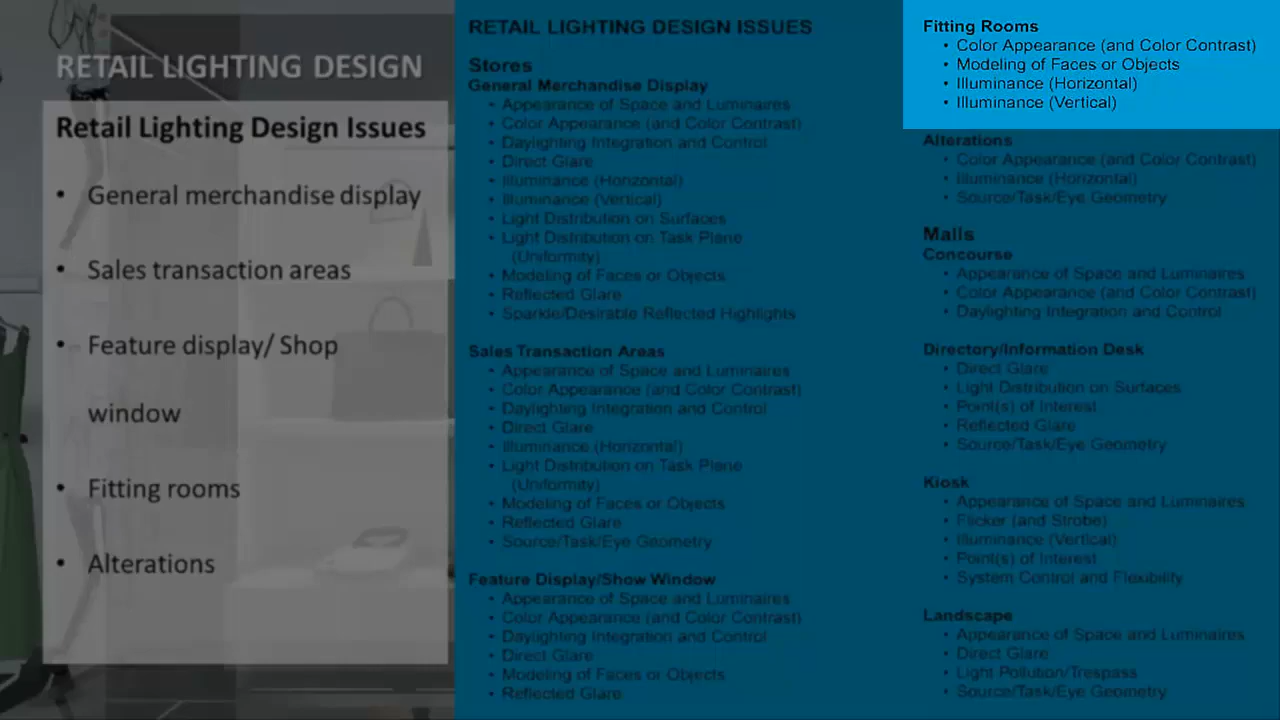 RETAIL LIGHTING DESIGN
Retail Lighting Design Issues
• General merchandise display
• Sales transaction areas
• Feature display/ Shop
window
• Fitting rooms
• Alterations
RETAIL LIGHTING DESIGN ISSUES
Stores
General Merchandise Display
• Appearance of Space and Luminaires
• Color Appearance (and Color Contrast)
• Daylighting Integration and Control
• Direct Glare
• Illuminance (Horizontal)
• Illuminance (Vertical)
• Light Distribution on Surfaces
• Light Distribution on Task Plane
(Uniformity)
• Modeling of Faces or Objects
• Reflected Glare
• Sparkle/Desirable Reflected Highlights
Sales Transaction Areas
• Appearance of Space and Luminaires
• Color Appearance (and Color Contrast)
• Daylighting Integration and Control
• Direct Glare
• Illuminance (Horizontal)
• Light Distribution on Task Plane
(Uniformity)
• Modeling of Faces or Objects
• Reflected Glare
• Source/Task/Eye Geometry
Feature Display/Show Window
• Appearance of Space and Luminaires
• Color Appearance (and Color Contrast)
• Daylighting Integration and Control
• Direct Glare
• Modeling of Faces or Objects
• Reflected Glare
Fitting Rooms
• Color Appearance (and Color Contrast)
• Modeling of Faces or Objects
• Illuminance (Horizontal)
• Illuminance (Vertical)
Alterations
• Color Appearance (and Color Contrast)
• Illuminance (Horizontal)
• Source/Task/Eye Geometry
Malls
Concourse
• Appearance of Space and Luminaires
• Color Appearance (and Color Contrast)
• Daylighting Integration and Control
Directory/Information Desk
• Direct Glare
• Light Distribution on Surfaces
• Point(s) of Interest
• Reflected Glare
• Source/Task/Eye Geometry
Kiosk
• Appearance of Space and Luminaires
• Flicker (and Strobe)
• Illuminance (Vertical)
• Point(s) of Interest
• System Control and Flexibility
Landscape
• Appearance of Space and Luminaires
• Direct Glare
• Light Pollution/Trespass
• Source/Task/Eye Geometry